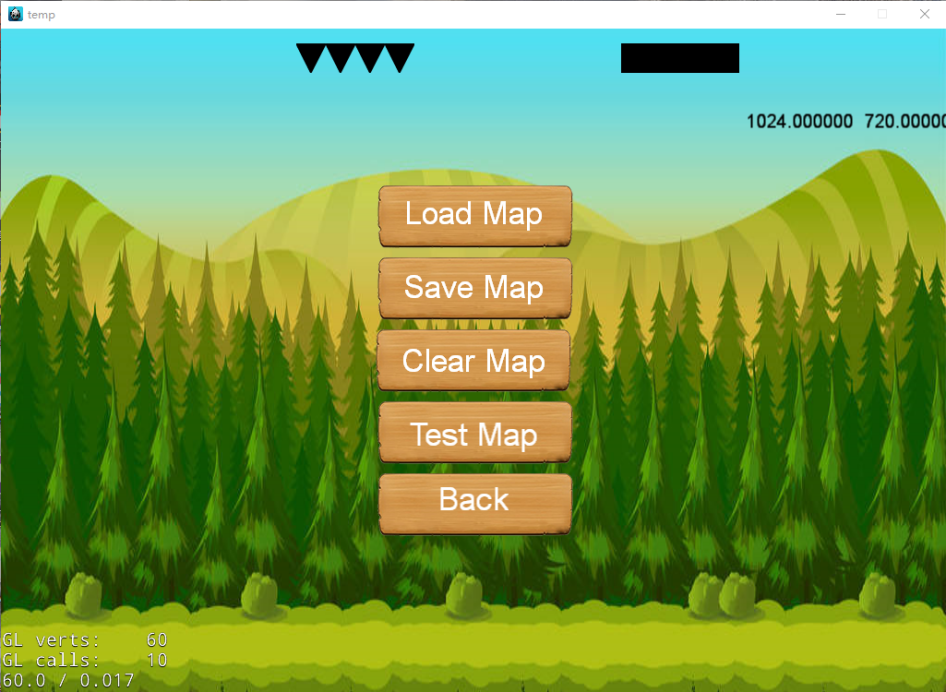 temp
1024.000000 720.00000
Load Map
Save Map
Clear Map
Test Map
Back
GL verts: 60
GL calls: 10
60.0 / 0.017